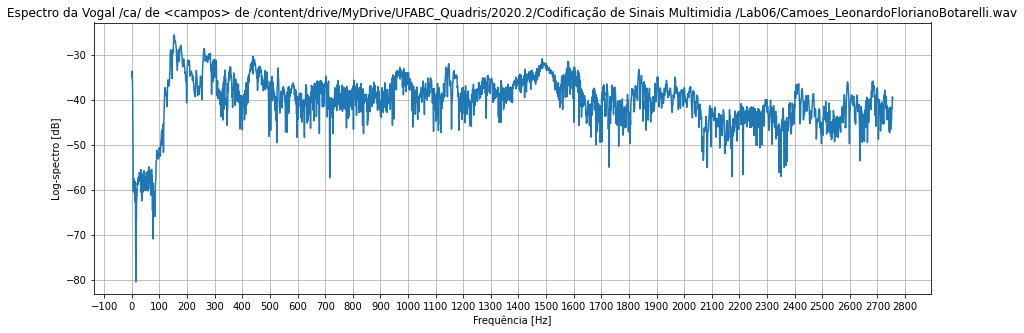 Espectro da Vogal /ca/ de <campos> de /content/drive/MyDrive/UFABC_Quadris/2020.2/Codificação de Sinais Multimidia /Lab06/Camoes_LeonardoFlorianoBotarelli.wav
Log-spectro [dB]
−30
−40
−50
−60
−70
−80
−100 0 100 200 300 400 500 600 700 800 900 1000 1100 1200 1300 1400 1500 1600 1700 1800 1900 2000 2100 2200 2300 2400 2500 2600 2700 2800
Frequência [Hz]